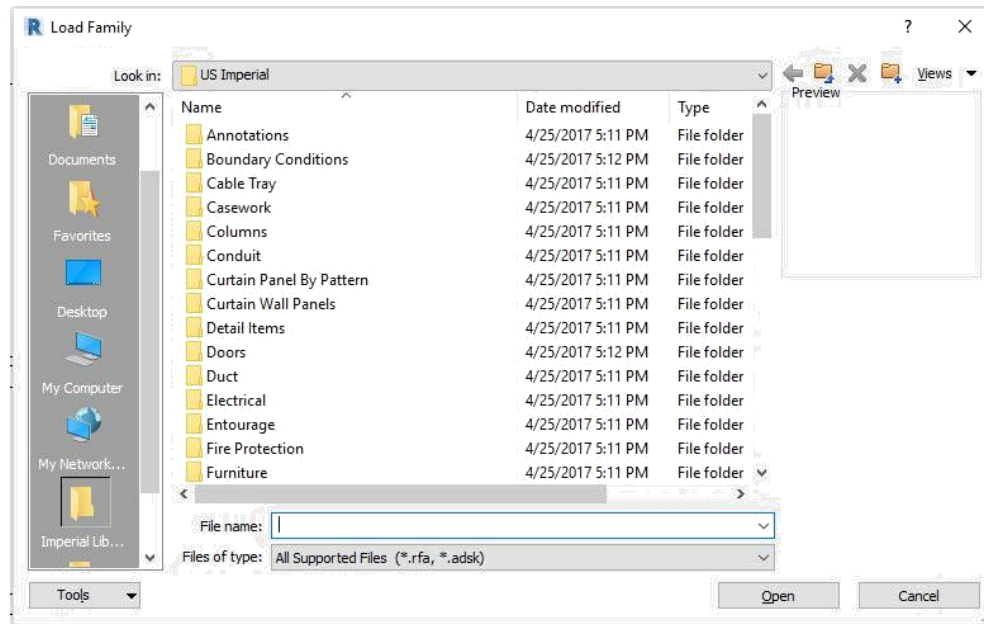 Load Family
?
Look in: US Imperial Views
Preview
Name Date modified Type
Annotations 4/25/2017 5:11 PM File folder
Boundary Conditions 4/25/2017 5:12 PM File folder
Cable Tray 4/25/2017 5:11 PM File folder
Casework 4/25/2017 5:11 PM File folder
Columns 4/25/2017 5:11 PM File folder
Conduit 4/25/2017 5:11 PM File folder
Curtain Panel By Pattern 4/25/2017 5:11 PM File folder
Curtain Wall Panels 4/25/2017 5:11 PM File folder
Detail Items 4/25/2017 5:11 PM File folder
Doors 4/25/2017 5:12 PM File folder
Duct 4/25/2017 5:11 PM File folder
Electrical 4/25/2017 5:11 PM File folder
Entourage 4/25/2017 5:11 PM File folder
Fire Protection 4/25/2017 5:11 PM File folder
Furniture 4/25/2017 5:11 PM File folder
Documents
Favorites
Desktop
My Computer
My Network...
Imperial Lib...
File name:
Files of type: All Supported Files (*.rfa, *.adsk)
Tools Open Cancel